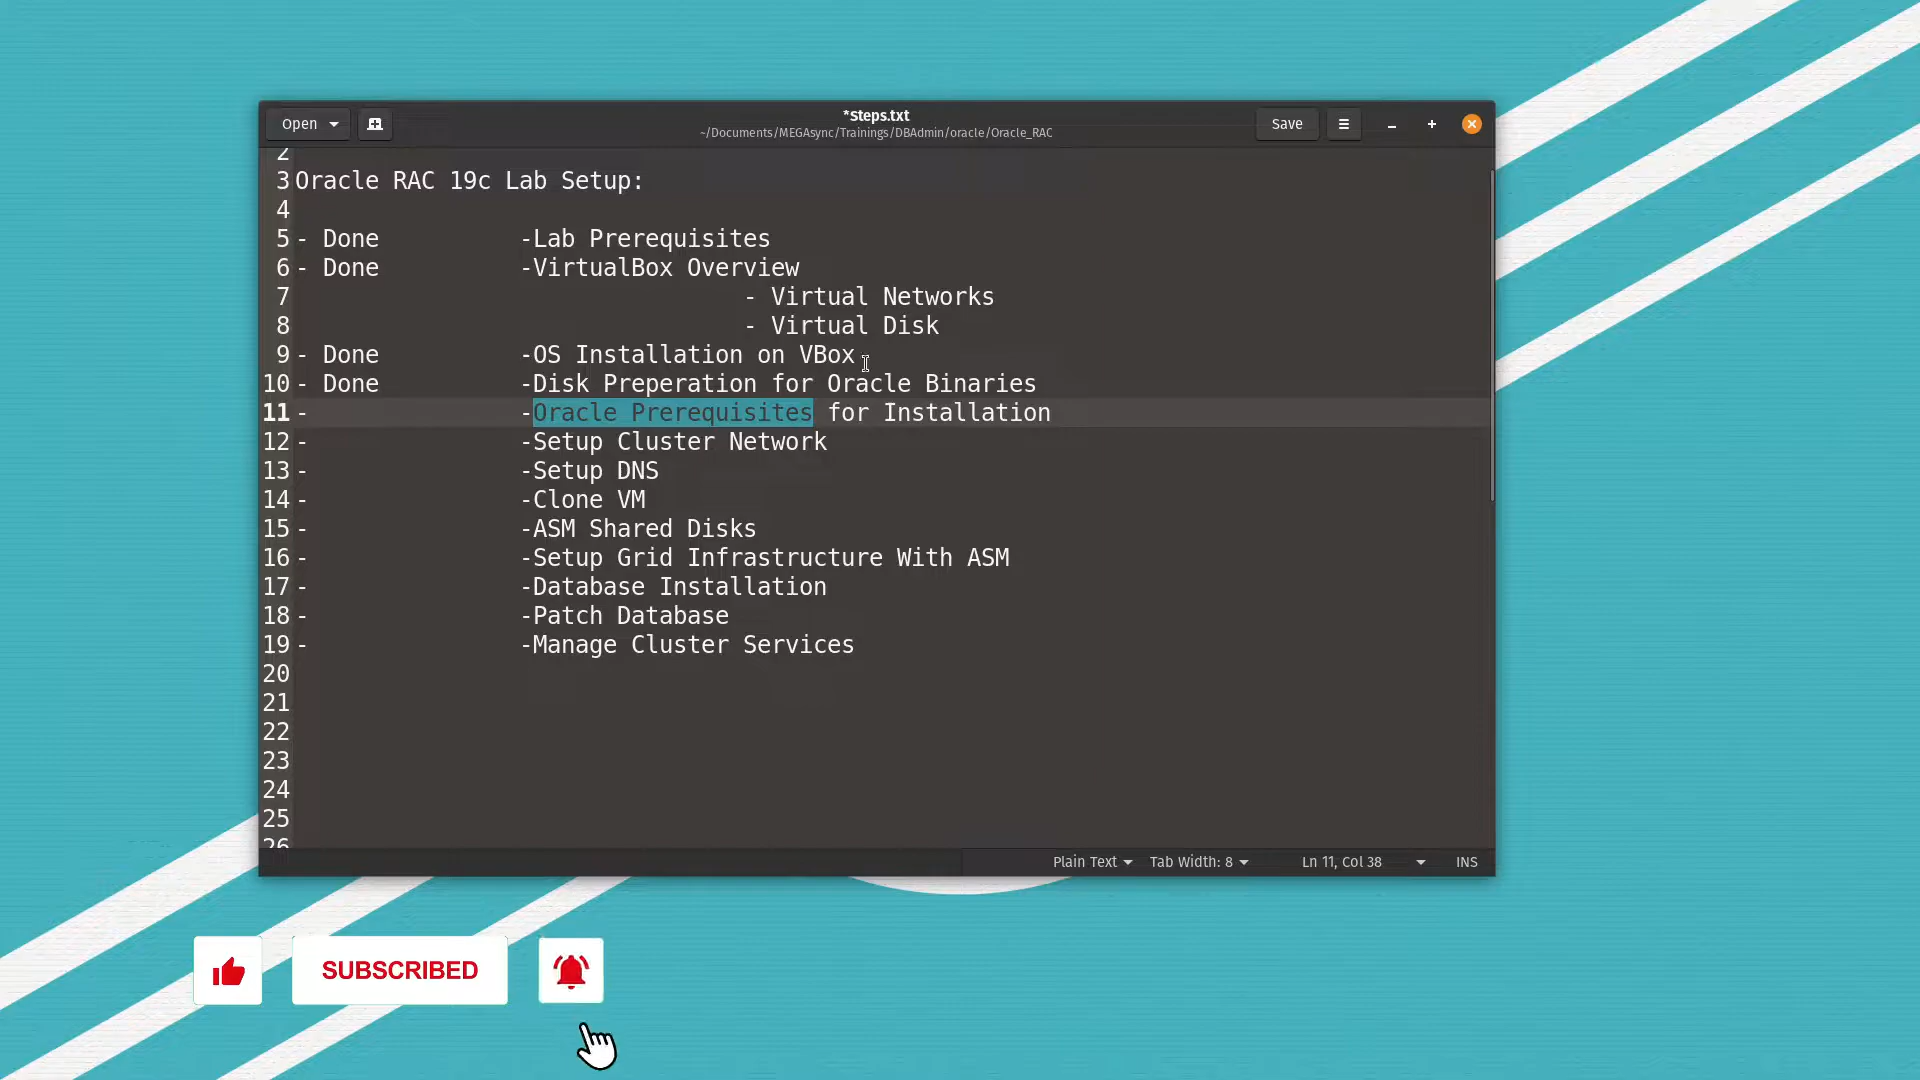 Open
*Steps.txt
~/Documents/MEGAsync/Trainings/DBAdmin/oracle/Oracle_RAC
Save
2
3 Oracle RAC 19c Lab Setup:
4
5 - Done -Lab Prerequisites
6 - Done -VirtualBox Overview
7 - Virtual Networks
8 - Virtual Disk
9 - Done -OS Installation on VBox
10 - Done -Disk Preperation for Oracle Binaries
11 - -Oracle Prerequisites for Installation
12 - -Setup Cluster Network
13 - -Setup DNS
14 - -Clone VM
15 - -ASM Shared Disks
16 - -Setup Grid Infrastructure With ASM
17 - -Database Installation
18 - -Patch Database
19 - -Manage Cluster Services
20
21
22
23
24
25
26
Plain Text Tab Width: 8 Ln 11, Col 38 INS
SUBSCRIBED